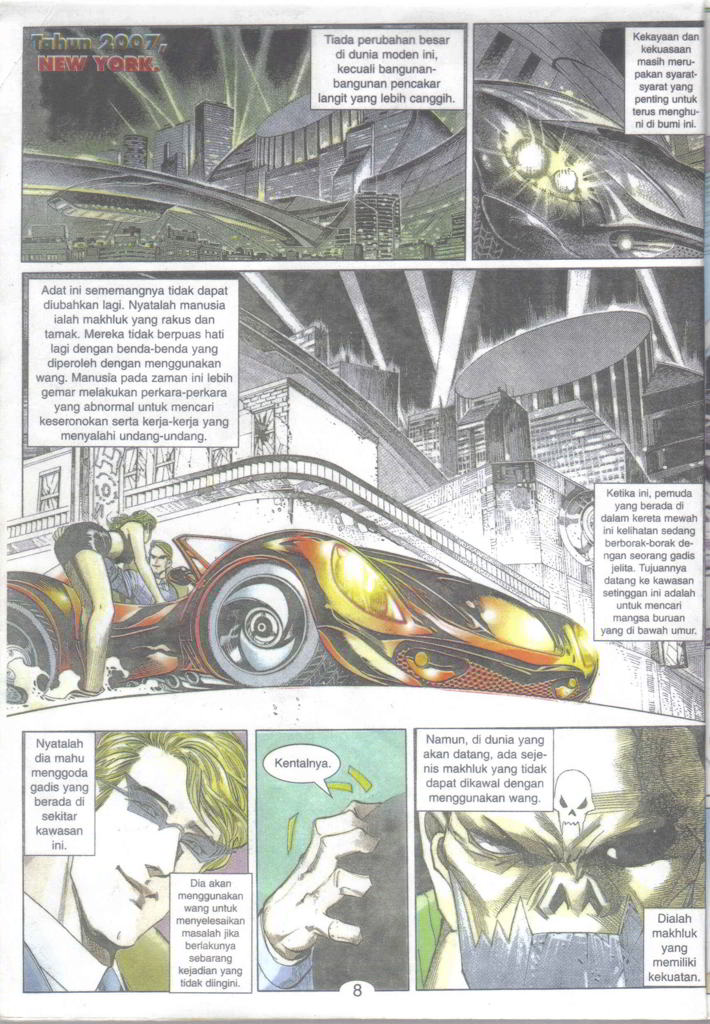 Tahun 2007,
NEW YORK.
Tiada perubahan besar
di dunia moden ini,
kecuali bangunan-
bangunan pencakar
langit yang lebih canggih.
Kekayaan dan
kekuasaan
masih meru-
pakan syarat-
syarat yang
penting untuk
terus menghu-
ni di bumi ini.
Adat ini sememangnya tidak dapat
diubahkan lagi. Nyatalah manusia
ialah makhluk yang rakus dan
tamak. Mereka tidak berpuas hati
lagi dengan benda-benda yang
diperoleh dengan menggunakan
wang. Manusia pada zaman ini lebih
gemar melakukan perkara-perkara
yang abnormal untuk mencari
keseronokan serta kerja-kerja yang
menyalahi undang-undang.
Ketika ini, pemuda
yang berada di
dalam kereta mewah
ini kelihatan sedang
berborak-borak de-
ngan seorang gadis
jelita. Tujuannya
datang ke kawasan
setinggan ini adalah
untuk mencari
mangsa buruan
yang di bawah umur.
Nyatalah
dia mahu
menggoda
gadis yang
berada di
sekitar
kawasan
ini.
Dia akan
menggunakan
wang untuk
menyelesaikan
masalah jika
berlakunya
sebarang
kejadian yang
tidak diingini.
Kentalnya.
Namun, di dunia yang
akan datang, ada seje-
nis makhluk yang tidak
dapat dikawal dengan
menggunakan wang.
Dialah
makhluk
yang
memiliki
kekuatan.
8